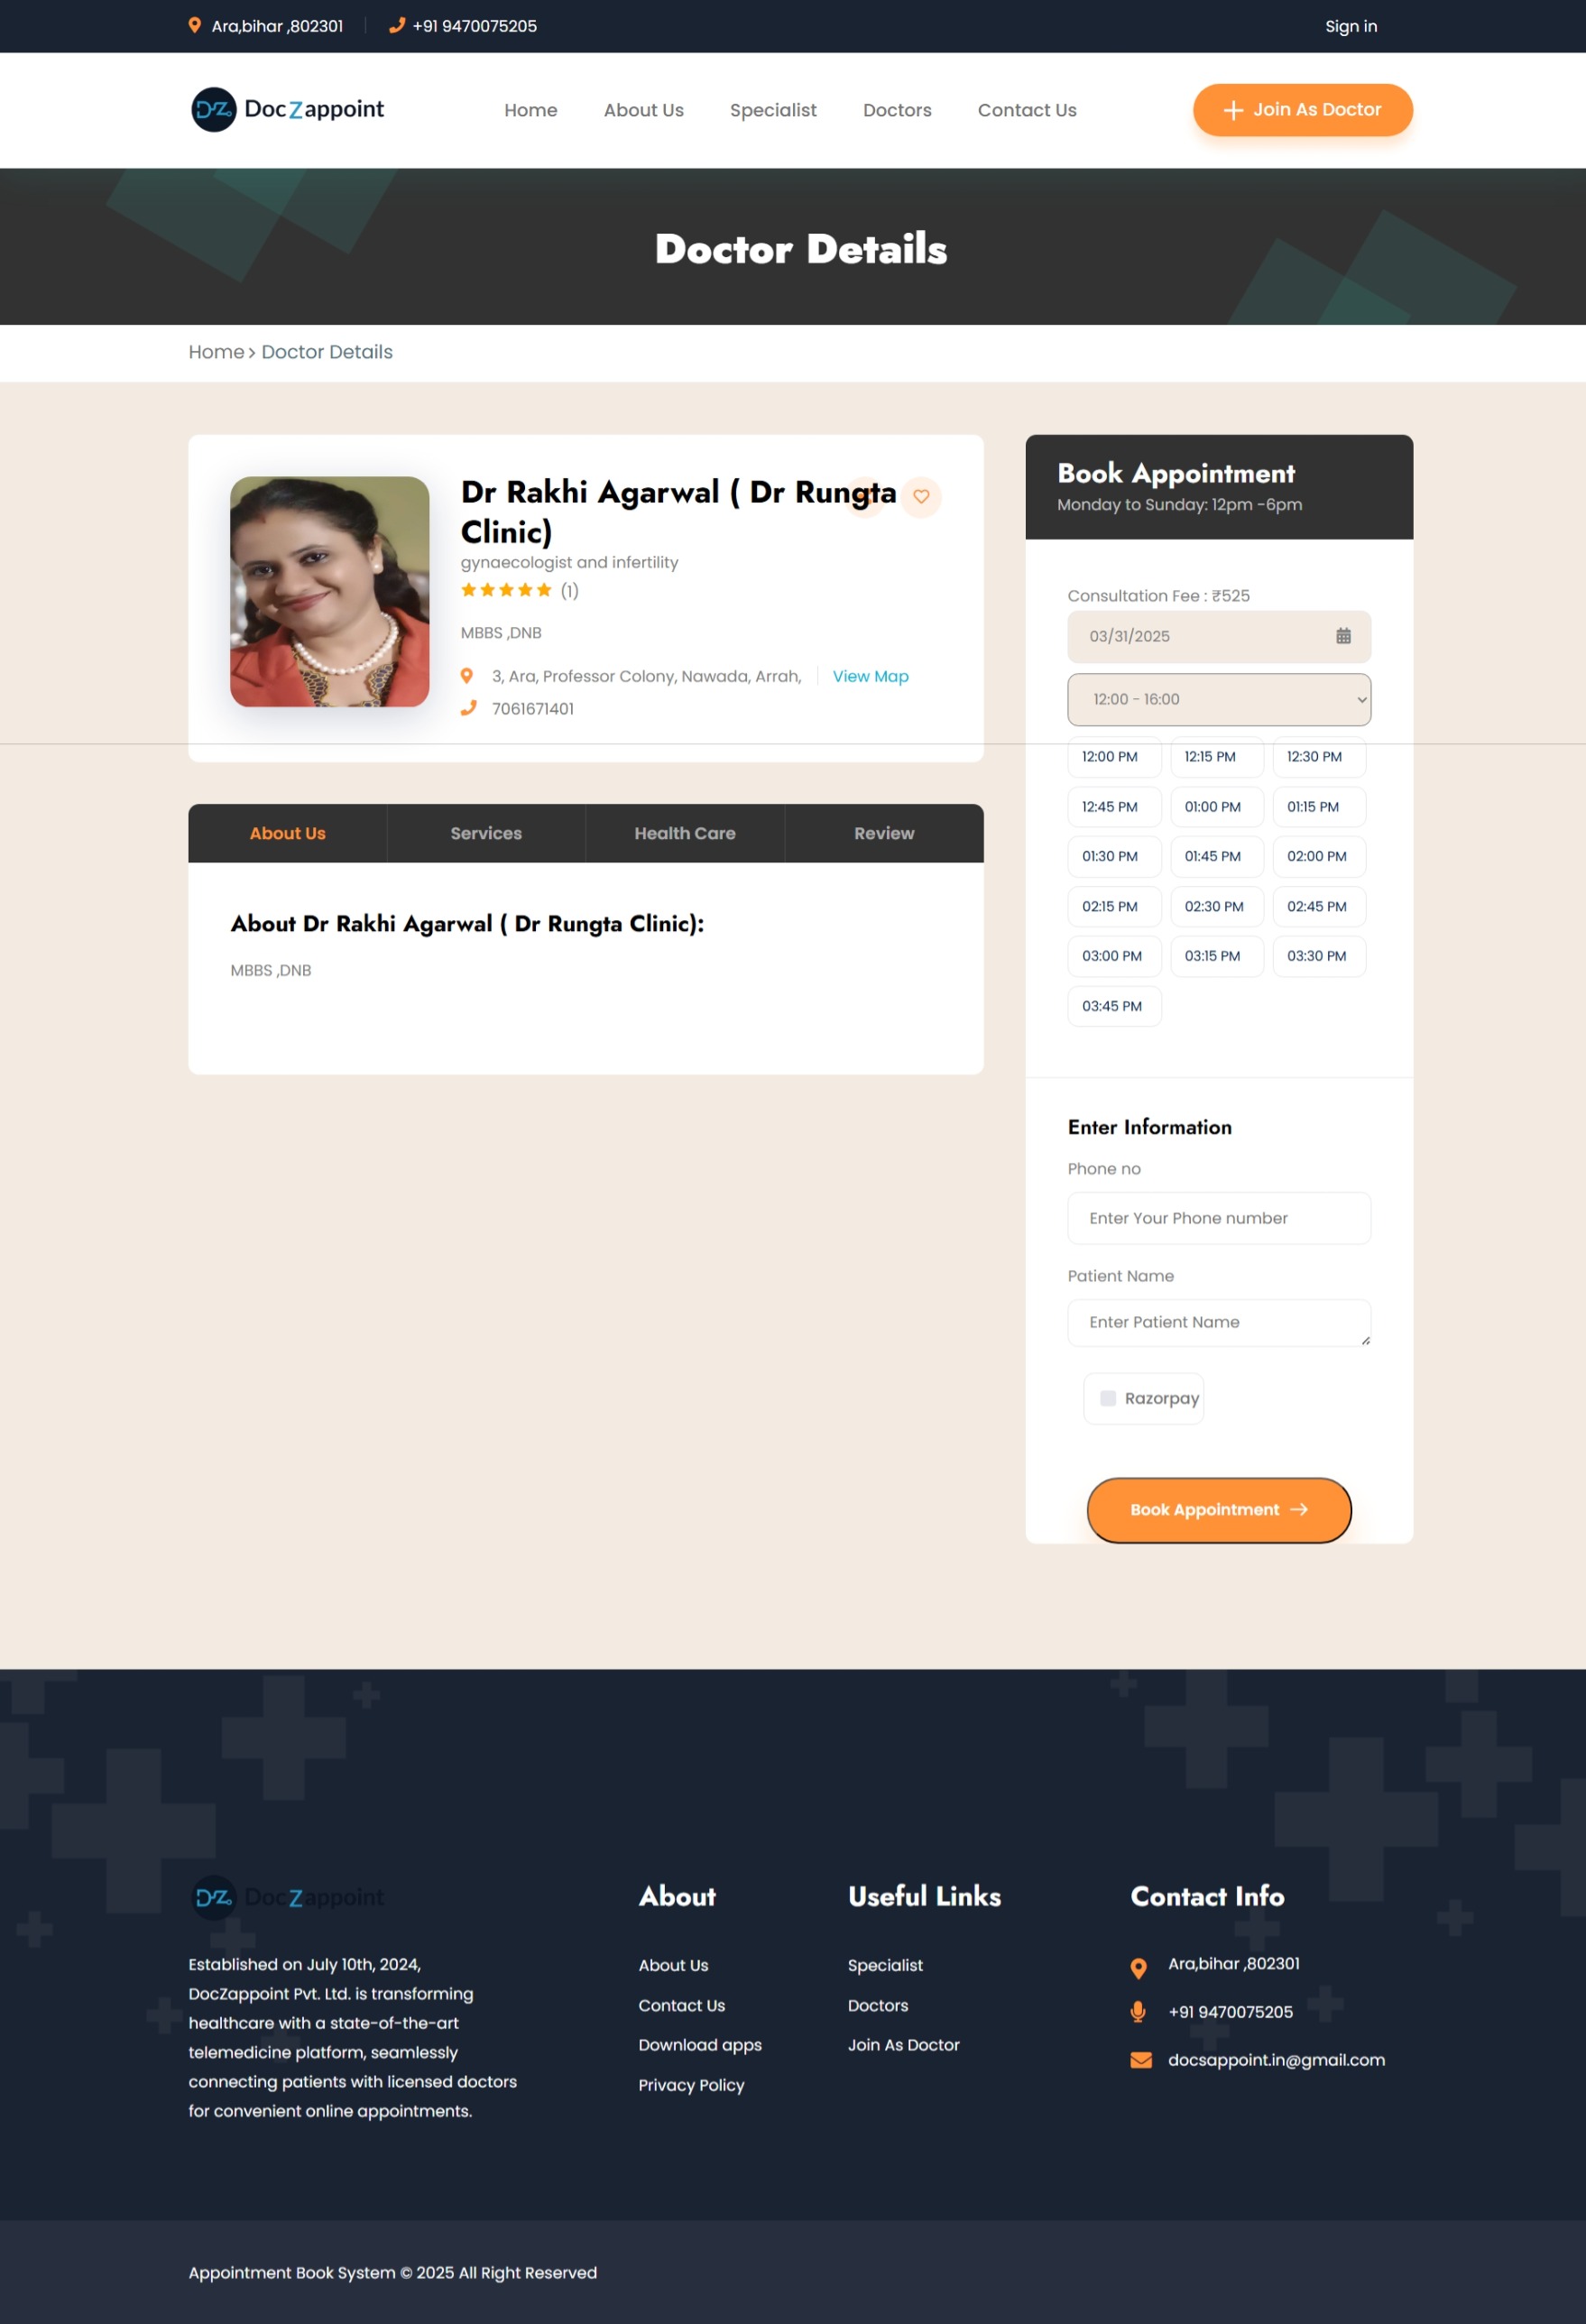 Ara,bihar ,802301
+91 9470075205
Sign in
DZ DocZappoint
Home
About Us
Specialist
Doctors
Contact Us
Join As Doctor
Doctor Details
Home › Doctor Details
Dr Rakhi Agarwal ( Dr Rungta
Clinic)
gynaecologist and infertility
(1)
MBBS ,DNB
3, Ara, Professor Colony, Nawada, Arrah,
View Map
7061671401
About Us
Services
Health Care
Review
About Dr Rakhi Agarwal ( Dr Rungta Clinic):
MBBS ,DNB
Book Appointment
Monday to Sunday: 12pm -6pm
Consultation Fee : ₹525
03/31/2025
12:00 - 16:00
12:00 PM 12:15 PM 12:30 PM
12:45 PM 01:00 PM 01:15 PM
01:30 PM 01:45 PM 02:00 PM
02:15 PM 02:30 PM 02:45 PM
03:00 PM 03:15 PM 03:30 PM
03:45 PM
Enter Information
Phone no
Enter Your Phone number
Patient Name
Enter Patient Name
Razorpay
Book Appointment
DZ DocZappoint
Established on July 10th, 2024,
DocZappoint Pvt. Ltd. is transforming
healthcare with a state-of-the-art
telemedicine platform, seamlessly
connecting patients with licensed doctors
for convenient online appointments.
About
About Us
Contact Us
Download apps
Privacy Policy
Useful Links
Specialist
Doctors
Join As Doctor
Contact Info
Ara,bihar ,802301
+91 9470075205
docsappoint.in@gmail.com
Appointment Book System © 2025 All Right Reserved